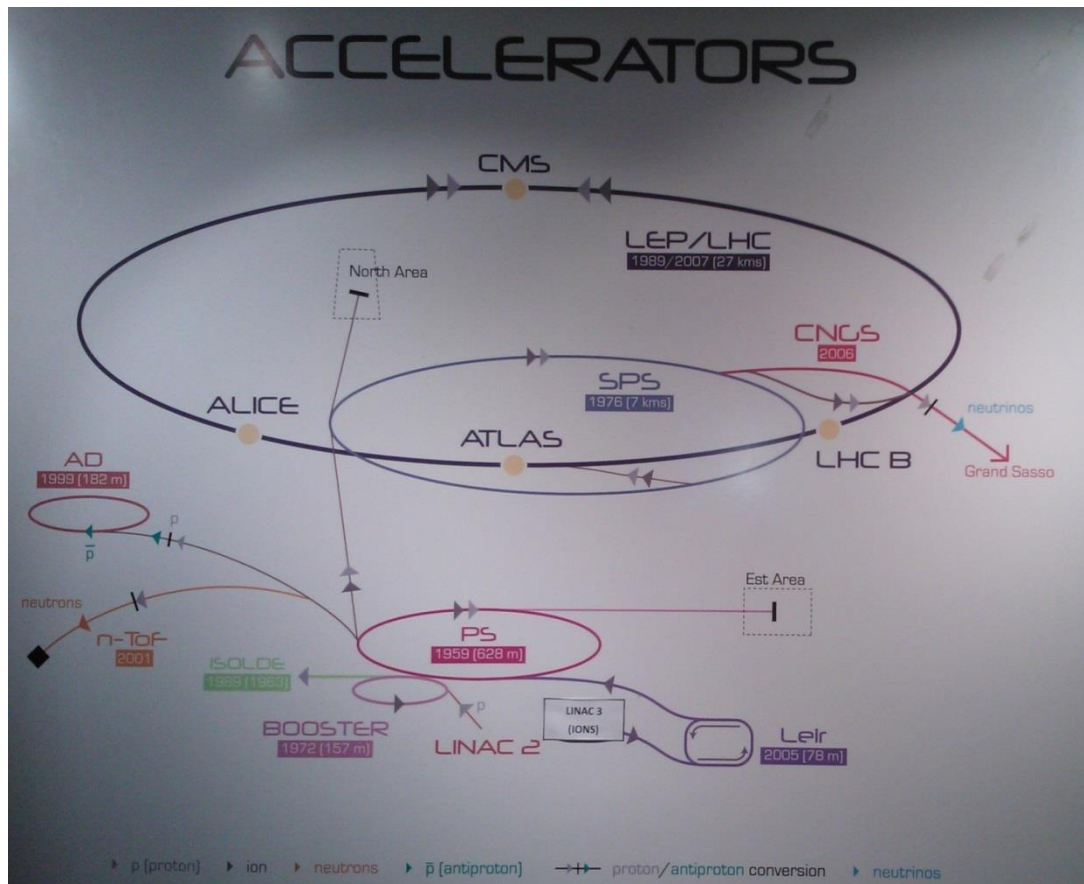 ACCELERATORS
CMS
LEP/LHC
1989/2007 (27 kms)
North Area
CNGS
2006
SPS
1976 (7 kms)
neutrinos
ALICE
ATLAS
LHC B
Grand Sasso
AD
1999 (182 m)
p
p̅
neutrons
n-ToF
2001
Est Area
PS
1959 (628 m)
ISOLDE
1989 (1963)
p
BOOSTER
1972 (157 m)
LINAC 2
LINAC 3
(IONS)
Leir
2005 (78 m)
p (proton)
ion
neutrons
p̅ (antiproton)
proton/antiproton conversion
neutrinos